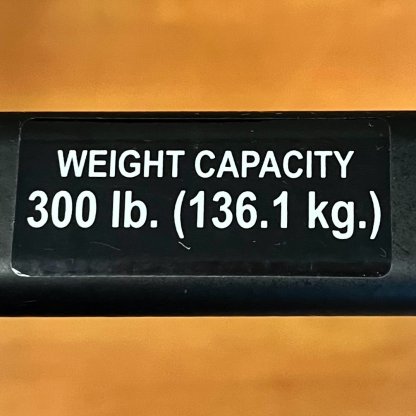 WEIGHT CAPACITY
300 lb. (136.1 kg.)